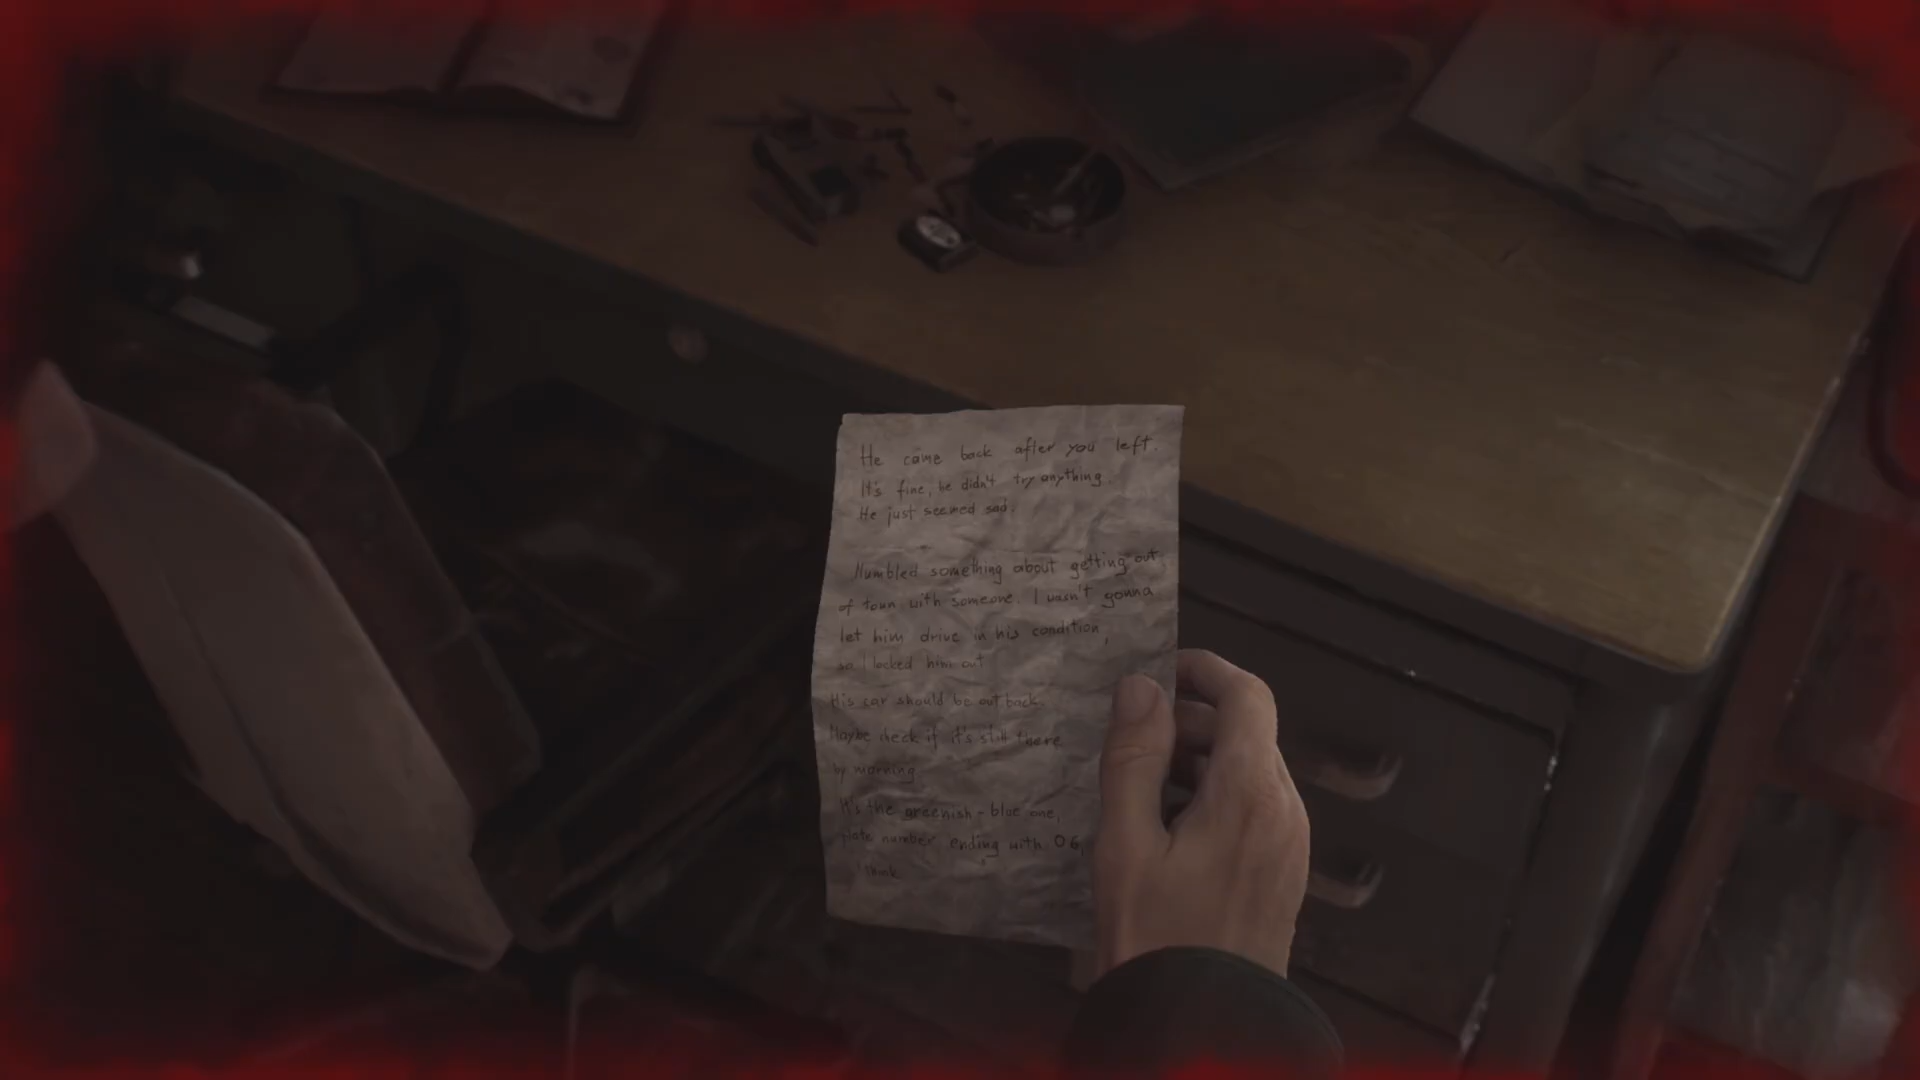 He came back after you left.
It's fine, he didn't try anything.
He just seemed sad.
Numbled something about getting out
of town with someone. I wasn't gonna
let him drive in his condition,
so I locked him out
His car should be out back.
Maybe check if it's still there
by morning.
It's the greenish-blue one,
plate number ending with 0G,
I think